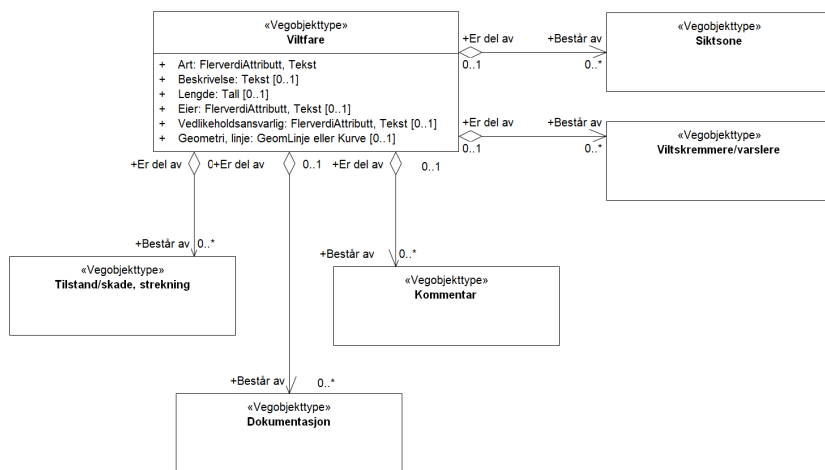 «Vegobjekttype»
Viltfare
+ Art: FlerverdiAttributt, Tekst
+ Beskrivelse: Tekst [0..1]
+ Lengde: Tall [0..1]
+ Eier: FlerverdiAttributt, Tekst [0..1]
+ Vedlikeholdsansvarlig: FlerverdiAttributt, Tekst [0..1]
+ Geometri, linje: GeomLinje eller Kurve [0..1]
+Er del av
0..1
+Består av
0..*
«Vegobjekttype»
Siktsone
+Er del av
0..1
+Består av
0..*
«Vegobjekttype»
Viltskremmere/varslere
+Er del av
0
+Er del av
0..1
+Er del av
0..1
+Består av
0..*
«Vegobjekttype»
Tilstand/skade, strekning
+Består av
0..*
«Vegobjekttype»
Kommentar
+Består av
0..*
«Vegobjekttype»
Dokumentasjon